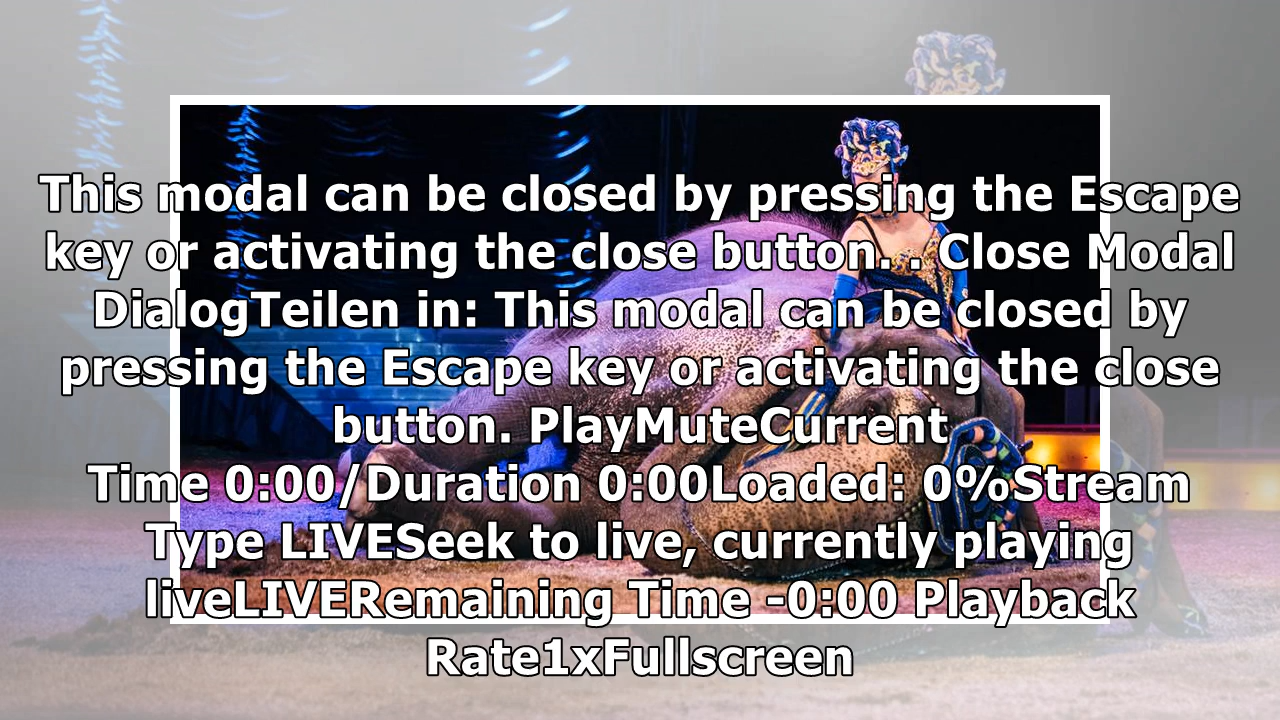 This modal can be closed by pressing the Escape
key or activating the close button. . Close Modal
DialogTeilen in: This modal can be closed by
pressing the Escape key or activating the close
button. PlayMuteCurrent
Time 0:00/Duration 0:00Loaded: 0%Stream
Type LIVESeek to live, currently playing
liveLIVERemaining Time -0:00 Playback
Rate1xFullscreen